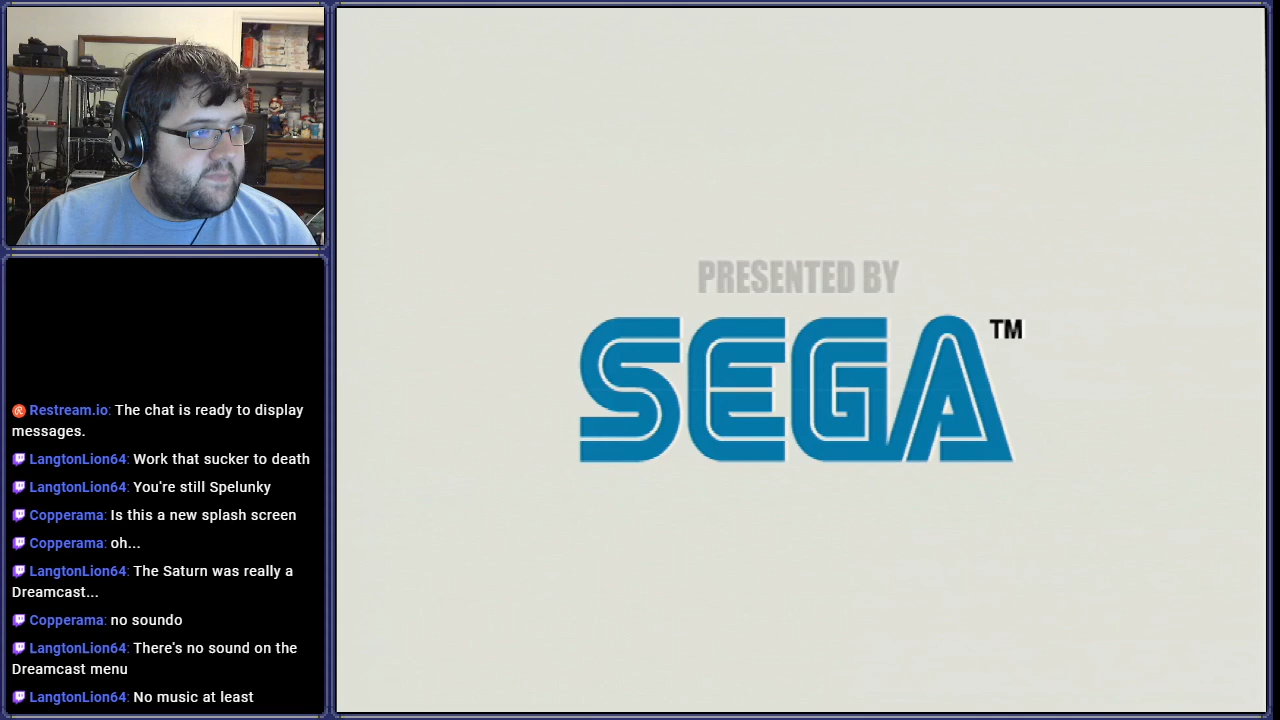 PRESENTED BY
SEGA™
Restream.io: The chat is ready to display
messages.
LangtonLion64: Work that sucker to death
LangtonLion64: You're still Spelunky
Copperama: Is this a new splash screen
Copperama: oh...
LangtonLion64: The Saturn was really a
Dreamcast...
Copperama: no soundo
LangtonLion64: There's no sound on the
Dreamcast menu
LangtonLion64: No music at least